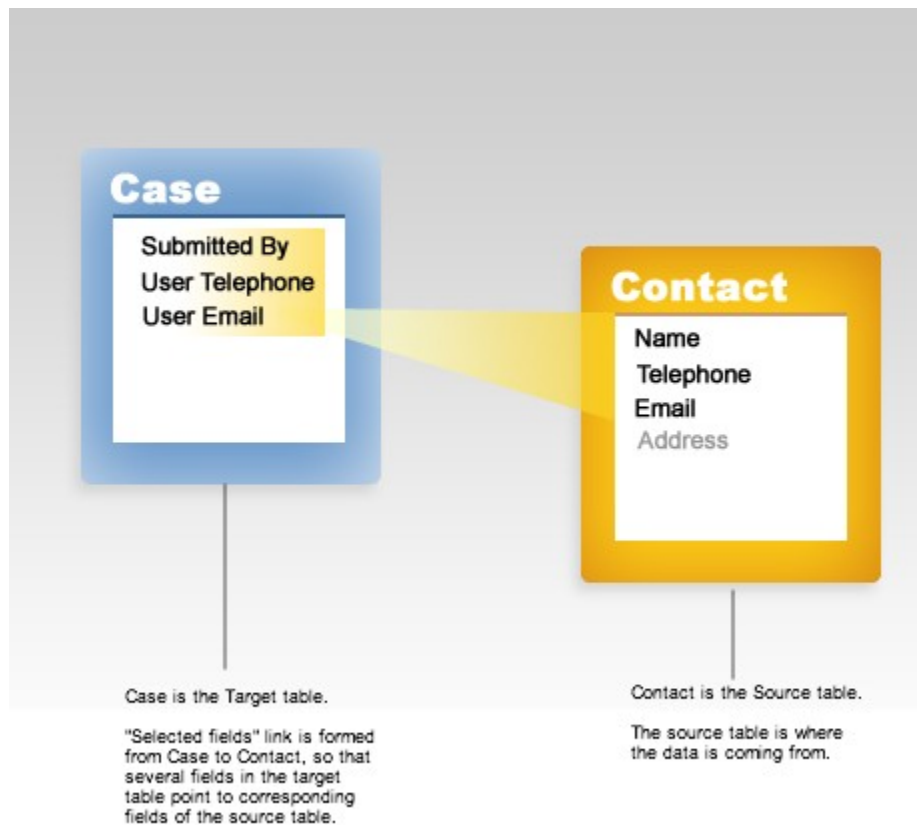 Case
Submitted By
User Telephone
User Email
Contact
Name
Telephone
Email
Address
Case is the Target table.
"Selected fields" link is formed
from Case to Contact, so that
several fields in the target
table point to corresponding
fields of the source table.
Contact is the Source table.
The source table is where
the data is coming from.